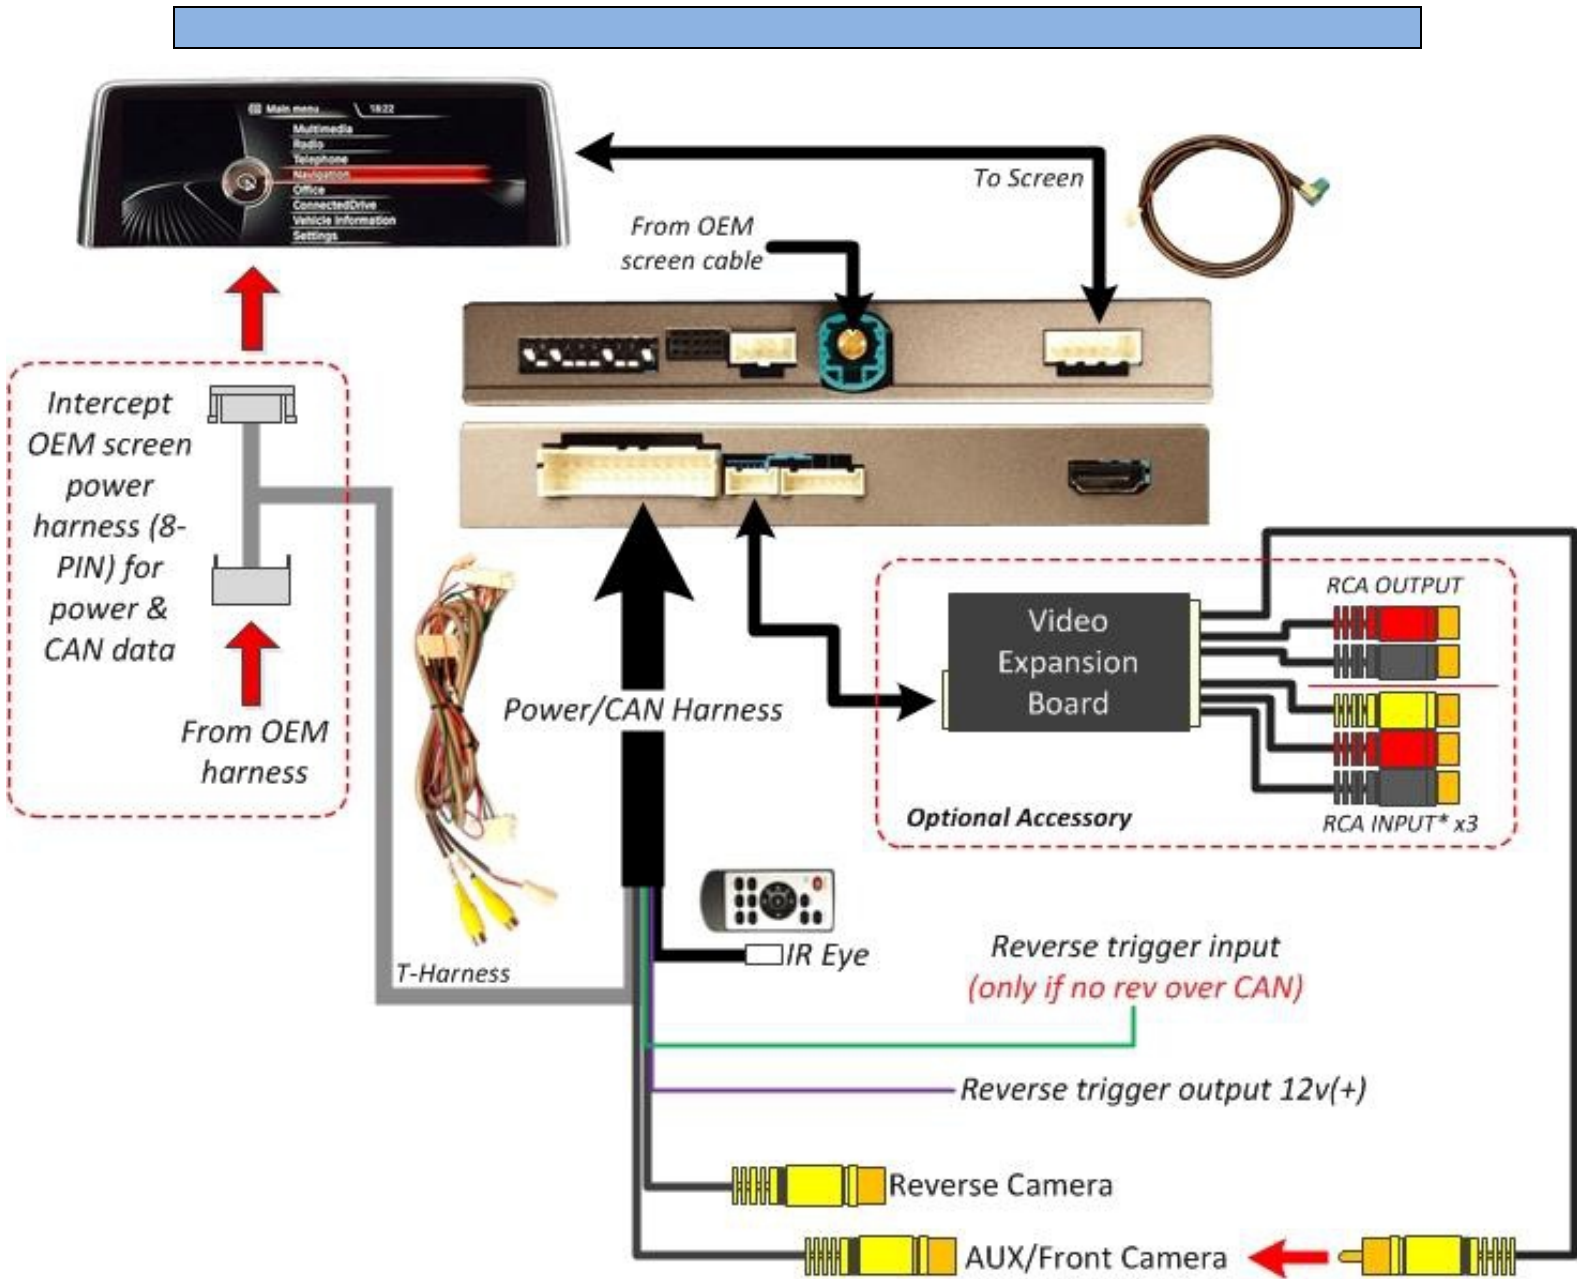 Main menu
18:22
Multimedia
Radio
Telephone
Navigation
Office
ConnectedDrive
Vehicle information
Settings
To Screen
From OEM
screen cable
Intercept
OEM screen
power
harness (8-
PIN) for
power &
CAN data
From OEM
harness
Power/CAN Harness
Video
Expansion
Board
RCA OUTPUT
RCA INPUT* x3
Optional Accessory
IR Eye
T-Harness
Reverse trigger input
(only if no rev over CAN)
Reverse trigger output 12v(+)
Reverse Camera
AUX/Front Camera